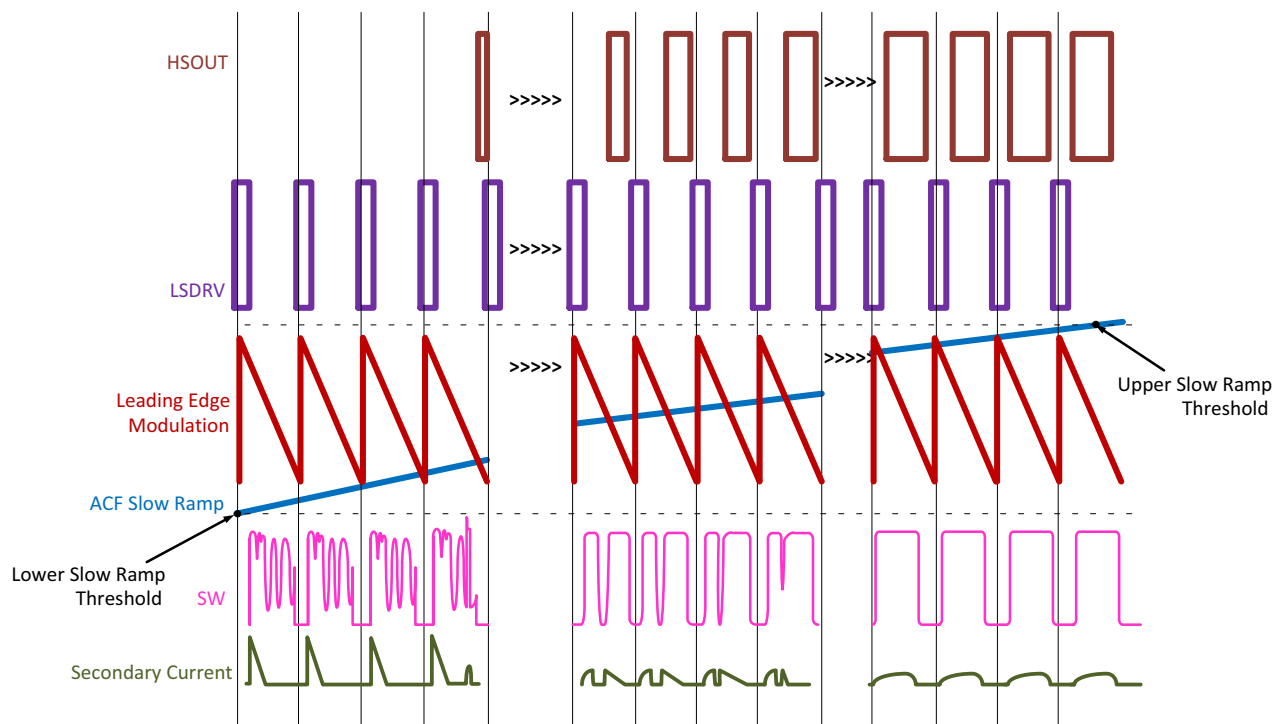 HSOUT
>>>>>
>>>>>
LSDRV
>>>>>
>>>>>
>>>>>
Leading Edge
Modulation
Upper Slow Ramp
Threshold
ACF Slow Ramp
Lower Slow Ramp
Threshold
SW
Secondary Current